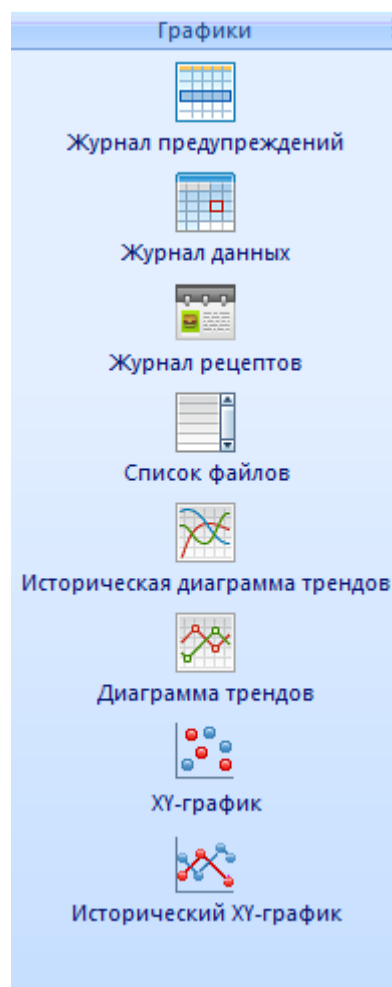 Графики
Журнал предупреждений
Журнал данных
Журнал рецептов
Список файлов
Историческая диаграмма трендов
Диаграмма трендов
XY-график
Исторический XY-график